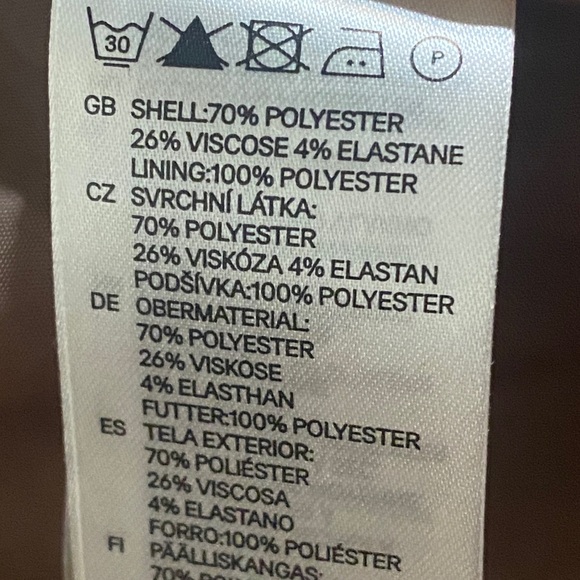 30
P
GB SHELL:70% POLYESTER
26% VISCOSE 4% ELASTANE
LINING:100% POLYESTER
CZ SVRCHNÍ LÁTKA:
70% POLYESTER
26% VISKÓZA 4% ELASTAN
PODŠÍVKA:100% POLYESTER
DE OBERMATERIAL:
70% POLYESTER
26% VISKOSE
4% ELASTHAN
FUTTER:100% POLYESTER
ES TELA EXTERIOR:
70% POLIÉSTER
26% VISCOSA
4% ELASTANO
FORRO:100% POLIÉSTER
FI PÄÄLLISKANGAS:
70%